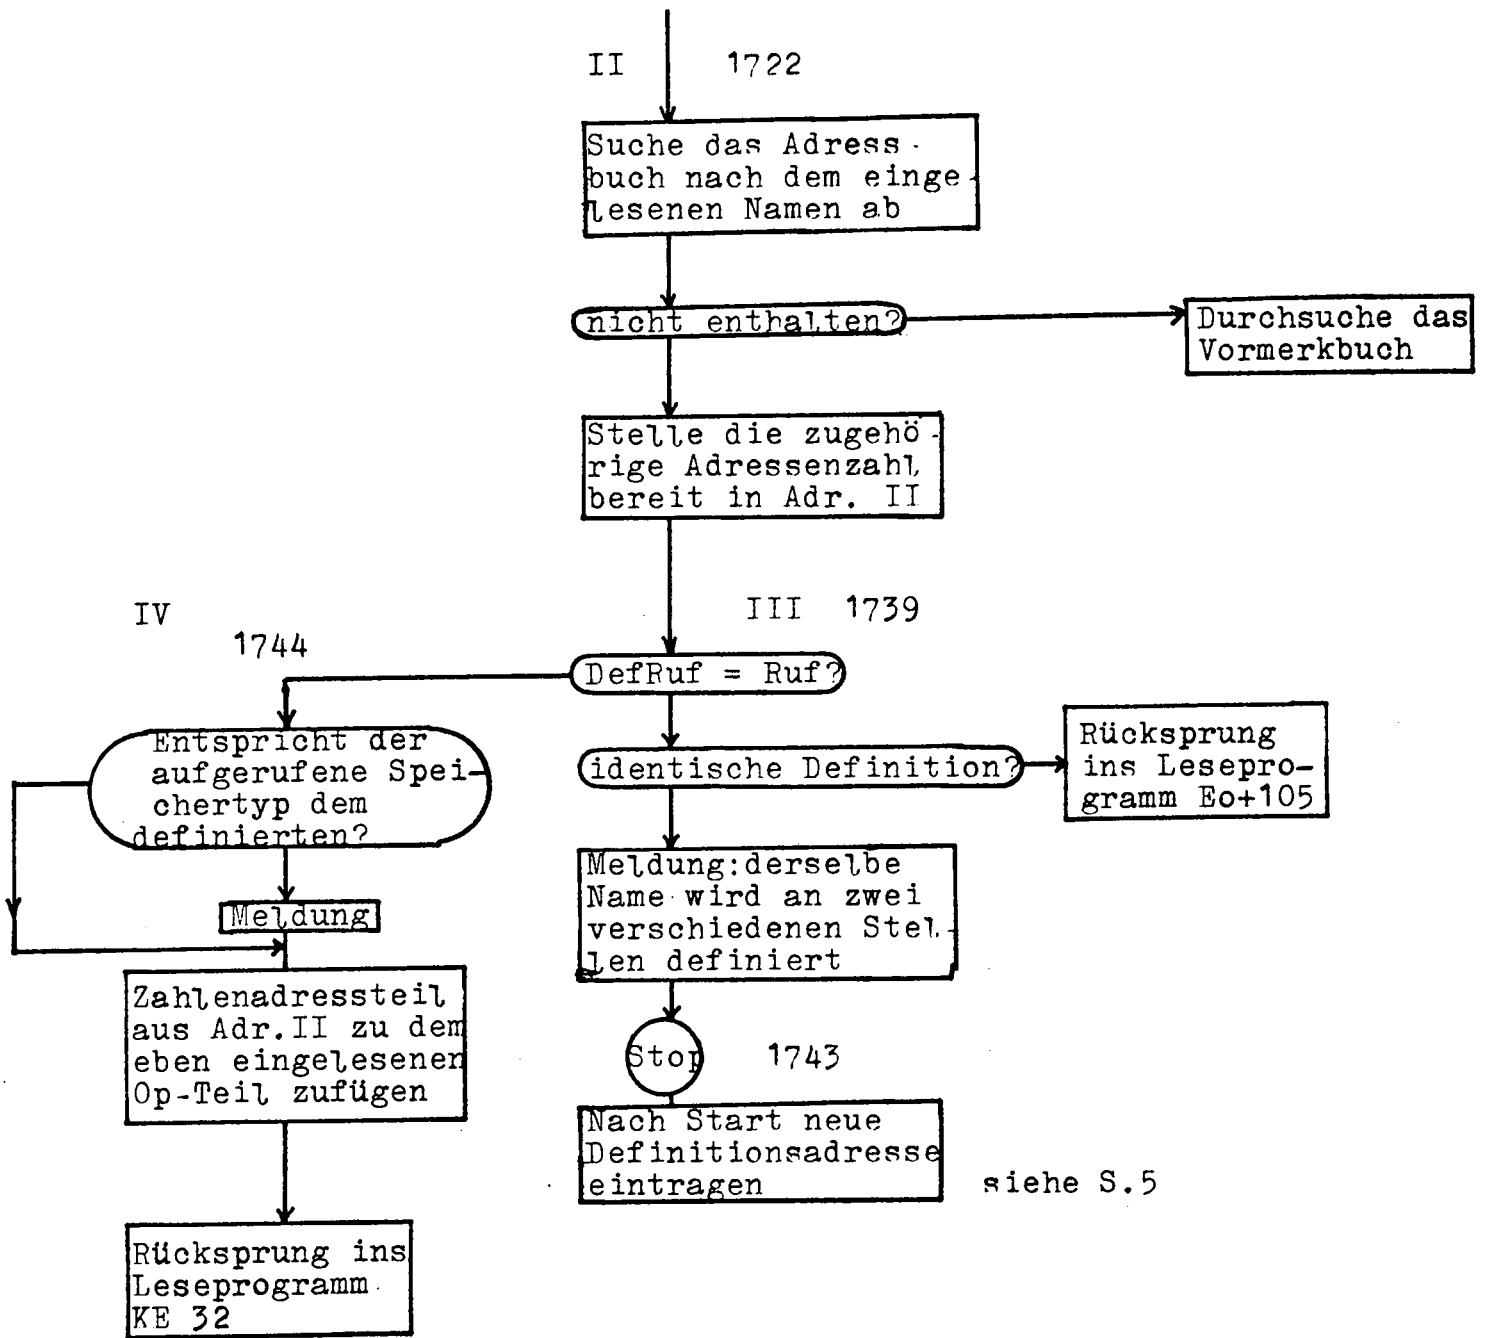 II 1722
Suche das Adress-
buch nach dem einge-
lesenen Namen ab
nicht enthalten?
Durchsuche das
Vormerkbuch
Stelle die zugehö-
rige Adressenzahl
bereit in Adr. II
IV
1744
III 1739
DefRuf = Ruf?
Entspricht der
aufgerufene Spei-
chertyp dem
definierten?
identische Definition?
Rücksprung
ins Lesepro-
gramm Eo+105
Meldung
Meldung:derselbe
Name wird an zwei
verschiedenen Stel-
len definiert
Zahlenadressteil
aus Adr.II zu dem
eben eingelesenen
Op-Teil zufügen
Stop 1743
Nach Start neue
Definitionsadresse
eintragen
siehe S.5
Rücksprung ins
Leseprogramm
KE 32